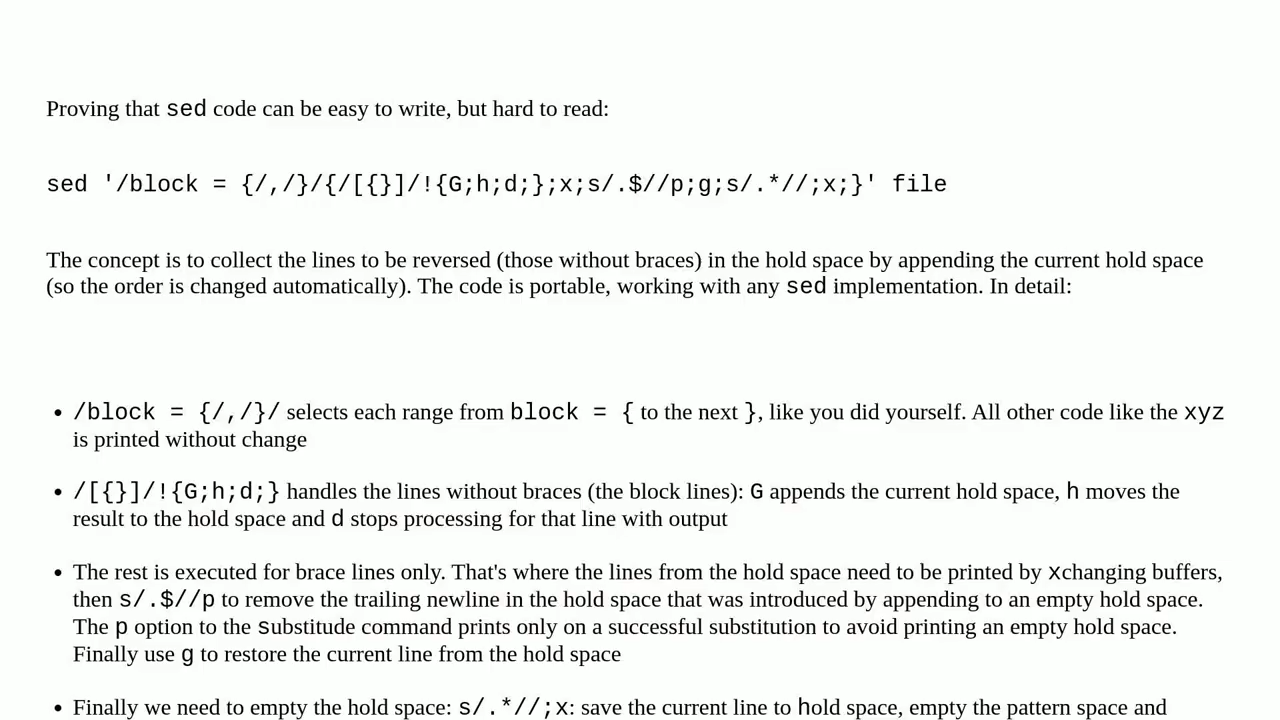 Proving that sed code can be easy to write, but hard to read:
sed '/block = {/,/}/{/[{}]/!{G;h;d;};x;s/.$//p;g;s/.*//;x;}' file
The concept is to collect the lines to be reversed (those without braces) in the hold space by appending the current hold space
(so the order is changed automatically). The code is portable, working with any sed implementation. In detail:
• /block = {/,/}/ selects each range from block = { to the next }, like you did yourself. All other code like the xyz
is printed without change
• /[{}]/!{G;h;d;} handles the lines without braces (the block lines): G appends the current hold space, h moves the
result to the hold space and d stops processing for that line with output
• The rest is executed for brace lines only. That's where the lines from the hold space need to be printed by xchanging buffers,
then s/.$//p to remove the trailing newline in the hold space that was introduced by appending to an empty hold space.
The p option to the substitude command prints only on a successful substitution to avoid printing an empty hold space.
Finally use g to restore the current line from the hold space
• Finally we need to empty the hold space: s/.*//;x: save the current line to hold space, empty the pattern space and